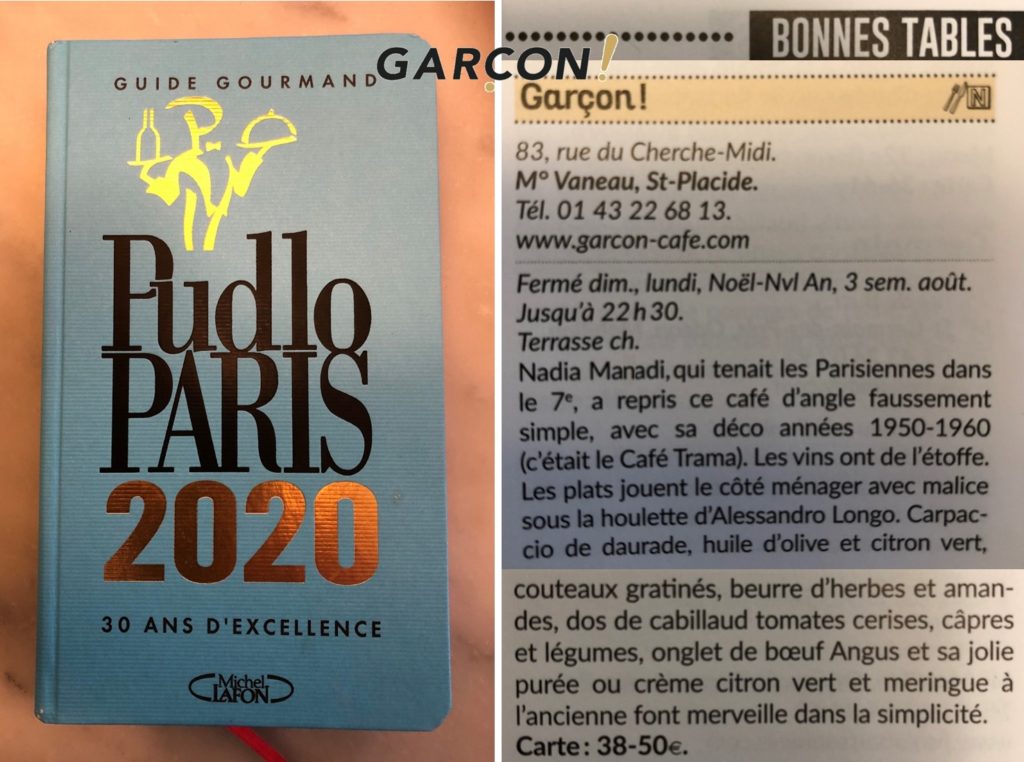 GARÇON!
GUIDE GOURMAND
Pudlo
PARIS
2020
30 ANS D'EXCELLENCE
Michel
LAFON
BONNES TABLES
Garçon!
N
83, rue du Cherche-Midi.
M° Vaneau, St-Placide.
Tél. 01 43 22 68 13.
www.garcon-cafe.com
Fermé dim., lundi, Noël-Nvl An, 3 sem. août.
Jusqu'à 22 h 30.
Terrasse ch.
Nadia Manadi, qui tenait les Parisiennes dans
le 7e, a repris ce café d'angle faussement
simple, avec sa déco années 1950-1960
(c'était le Café Trama). Les vins ont de l'étoffe.
Les plats jouent le côté ménager avec malice
sous la houlette d'Alessandro Longo. Carpac-
cio de daurade, huile d'olive et citron vert,
couteaux gratinés, beurre d'herbes et aman-
des, dos de cabillaud tomates cerises, câpres
et légumes, onglet de bœuf Angus et sa jolie
purée ou crème citron vert et meringue à
l'ancienne font merveille dans la simplicité.
Carte : 38-50€.